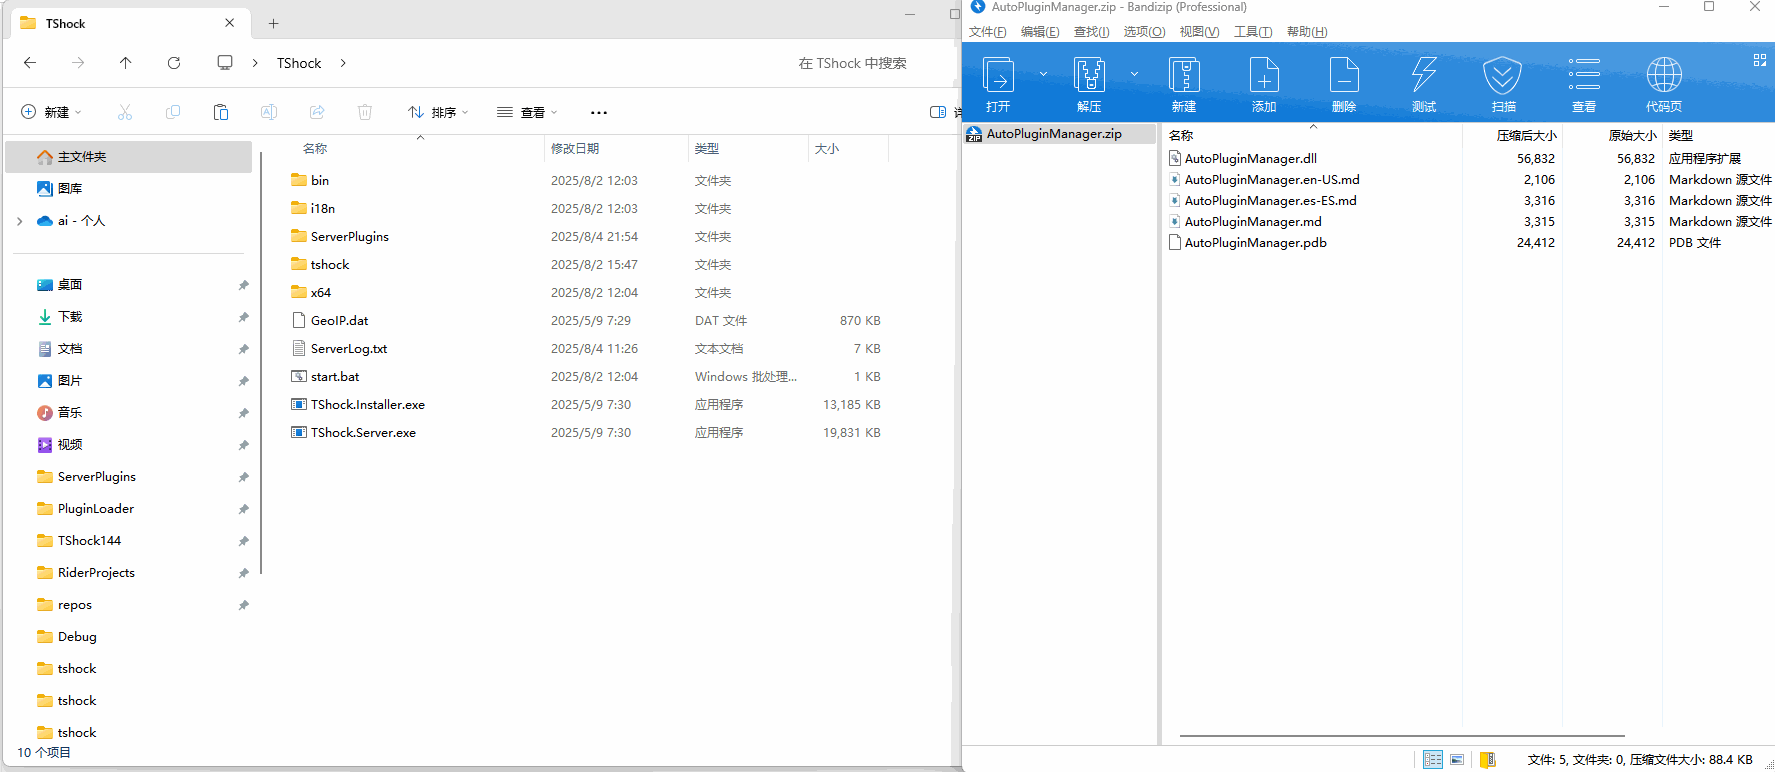 TShock
TShock
在 TShock 中搜索
新建
排序
查看
主文件夹
图库
ai - 个人
桌面
下载
文档
图片
音乐
视频
ServerPlugins
PluginLoader
TShock144
RiderProjects
repos
Debug
tshock
tshock
tshock
10 个项目
名称 修改日期 类型 大小
bin 2025/8/2 12:03 文件夹
i18n 2025/8/2 12:03 文件夹
ServerPlugins 2025/8/4 21:54 文件夹
tshock 2025/8/2 15:47 文件夹
x64 2025/8/2 12:04 文件夹
GeoIP.dat 2025/5/9 7:29 DAT 文件 870 KB
ServerLog.txt 2025/8/4 11:26 文本文档 7 KB
start.bat 2025/8/2 12:04 Windows 批处理... 1 KB
TShock.Installer.exe 2025/5/9 7:30 应用程序 13,185 KB
TShock.Server.exe 2025/5/9 7:30 应用程序 19,831 KB
AutoPluginManager.zip - Bandizip (Professional)
文件(F) 编辑(E) 查找(I) 选项(O) 视图(V) 工具(T) 帮助(H)
打开 解压 新建 添加 删除 测试 扫描 查看 代码页
ZIP AutoPluginManager.zip
名称 压缩后大小 原始大小 类型
AutoPluginManager.dll 56,832 56,832 应用程序扩展
AutoPluginManager.en-US.md 2,106 2,106 Markdown 源文件
AutoPluginManager.es-ES.md 3,316 3,316 Markdown 源文件
AutoPluginManager.md 3,315 3,315 Markdown 源文件
AutoPluginManager.pdb 24,412 24,412 PDB 文件
文件: 5, 文件夹: 0, 压缩文件大小: 88.4 KB